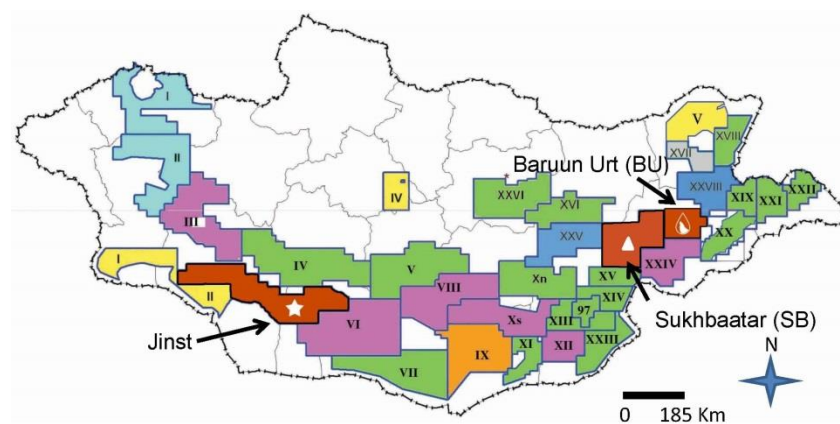 I
V
XVIII
XVII
Baruun Urt (BU)
II
XXVIII
XXII
IV
XIX
XXI
XXVI
XVI
III
XX
XXV
I
IV
V
XXIV
Xn
XV
VIII
II
XIV
97
Xs
XIII
Sukhbaatar (SB)
VI
XI
XII
XXIII
Jinst
IX
VII
N
0 185 Km